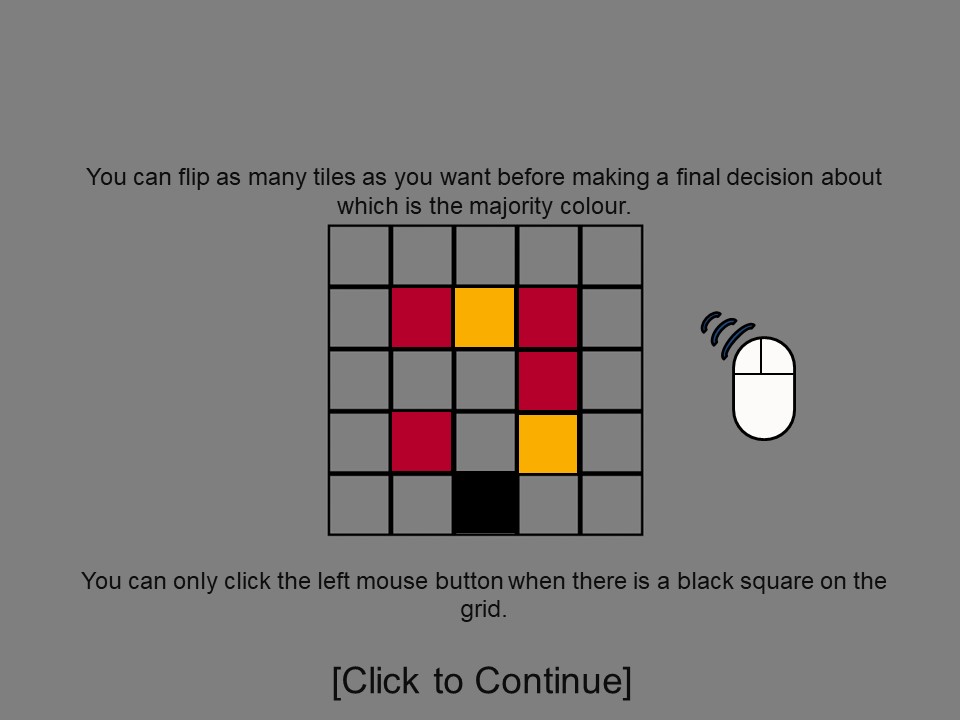 You can flip as many tiles as you want before making a final decision about
which is the majority colour.
You can only click the left mouse button when there is a black square on the
grid.
[Click to Continue]